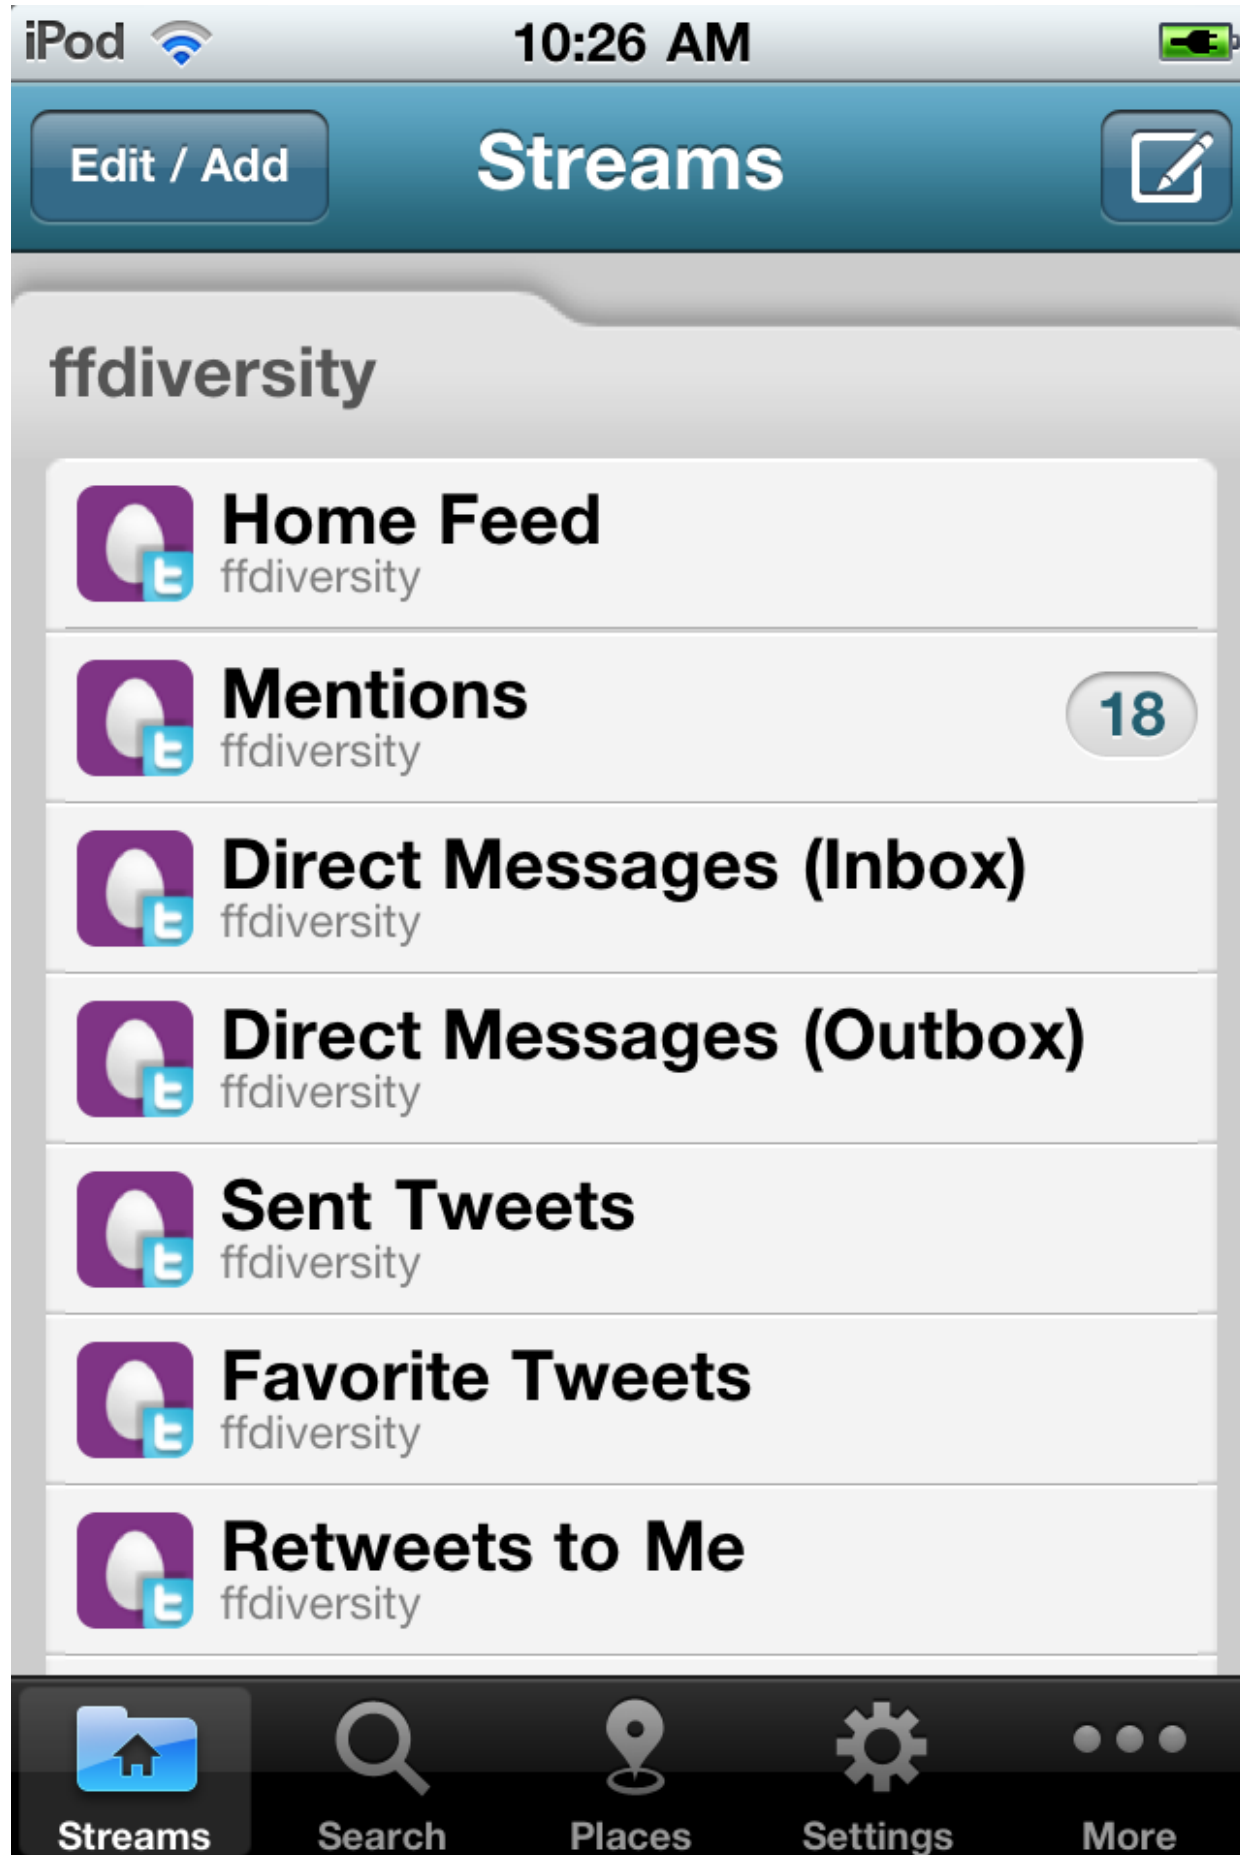 iPod 10:26 AM
Edit / Add Streams
ffdiversity
Home Feed
ffdiversity
Mentions
ffdiversity
18
Direct Messages (Inbox)
ffdiversity
Direct Messages (Outbox)
ffdiversity
Sent Tweets
ffdiversity
Favorite Tweets
ffdiversity
Retweets to Me
ffdiversity
Streams Search Places Settings More